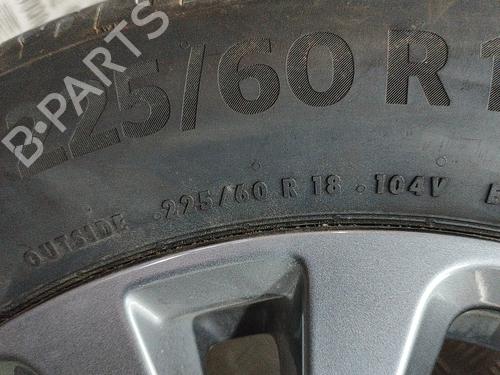 B-PARTS
225/60 R 1
OUTSIDE .225/60 R 18 . 104V E